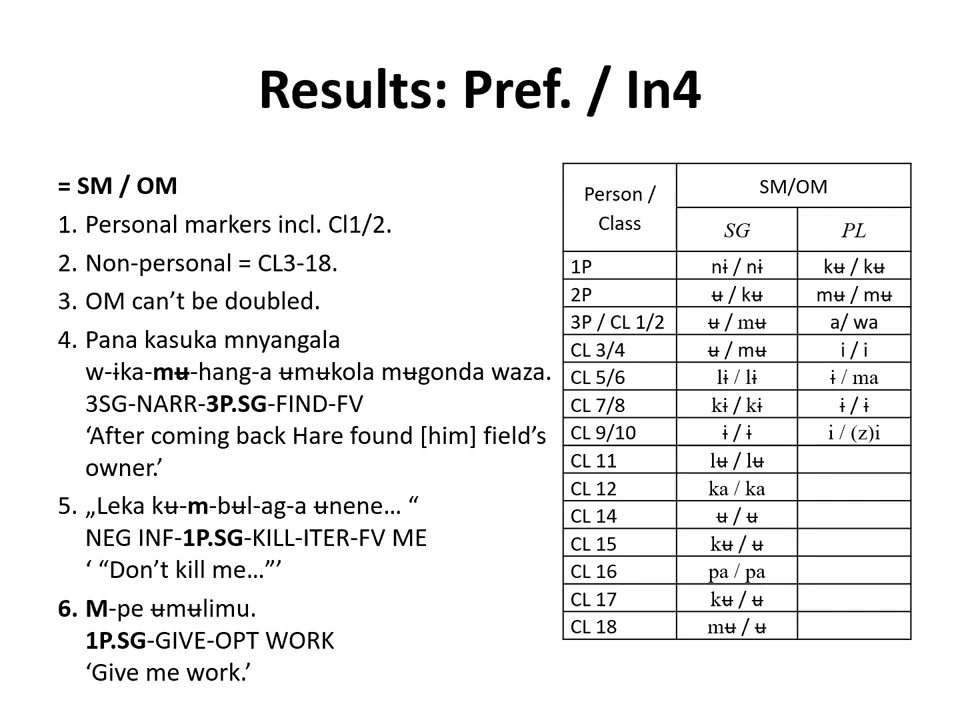 Results: Pref. / In4
= SM / OM
1. Personal markers incl. Cl1/2.
2. Non-personal = CL3-18.
3. OM can’t be doubled.
4. Pana kasuka mnyangala
w-ɨka-mʉ-hang-a ʉmʉkola mʉgonda waza.
3SG-NARR-3P.SG-FIND-FV
‘After coming back Hare found [him] field’s
owner.’
5. „Leka kʉ-m-bʉl-ag-a ʉnene… “
NEG INF-1P.SG-KILL-ITER-FV ME
‘ “Don’t kill me…”’
6. M-pe ʉmʉlimu.
1P.SG-GIVE-OPT WORK
‘Give me work.’
Person / Class SM/OM
SG PL
1P nɨ / nɨ kʉ / kʉ
2P ʉ / kʉ mʉ / mʉ
3P / CL 1/2 ʉ / mʉ a/ wa
CL 3/4 ʉ / mʉ i / i
CL 5/6 lɨ / lɨ ɨ / ma
CL 7/8 kɨ / kɨ ɨ / ɨ
CL 9/10 ɨ / ɨ i / (z)i
CL 11 lʉ / lʉ
CL 12 ka / ka
CL 14 ʉ / ʉ
CL 15 kʉ / ʉ
CL 16 pa / pa
CL 17 kʉ / ʉ
CL 18 mʉ / ʉ